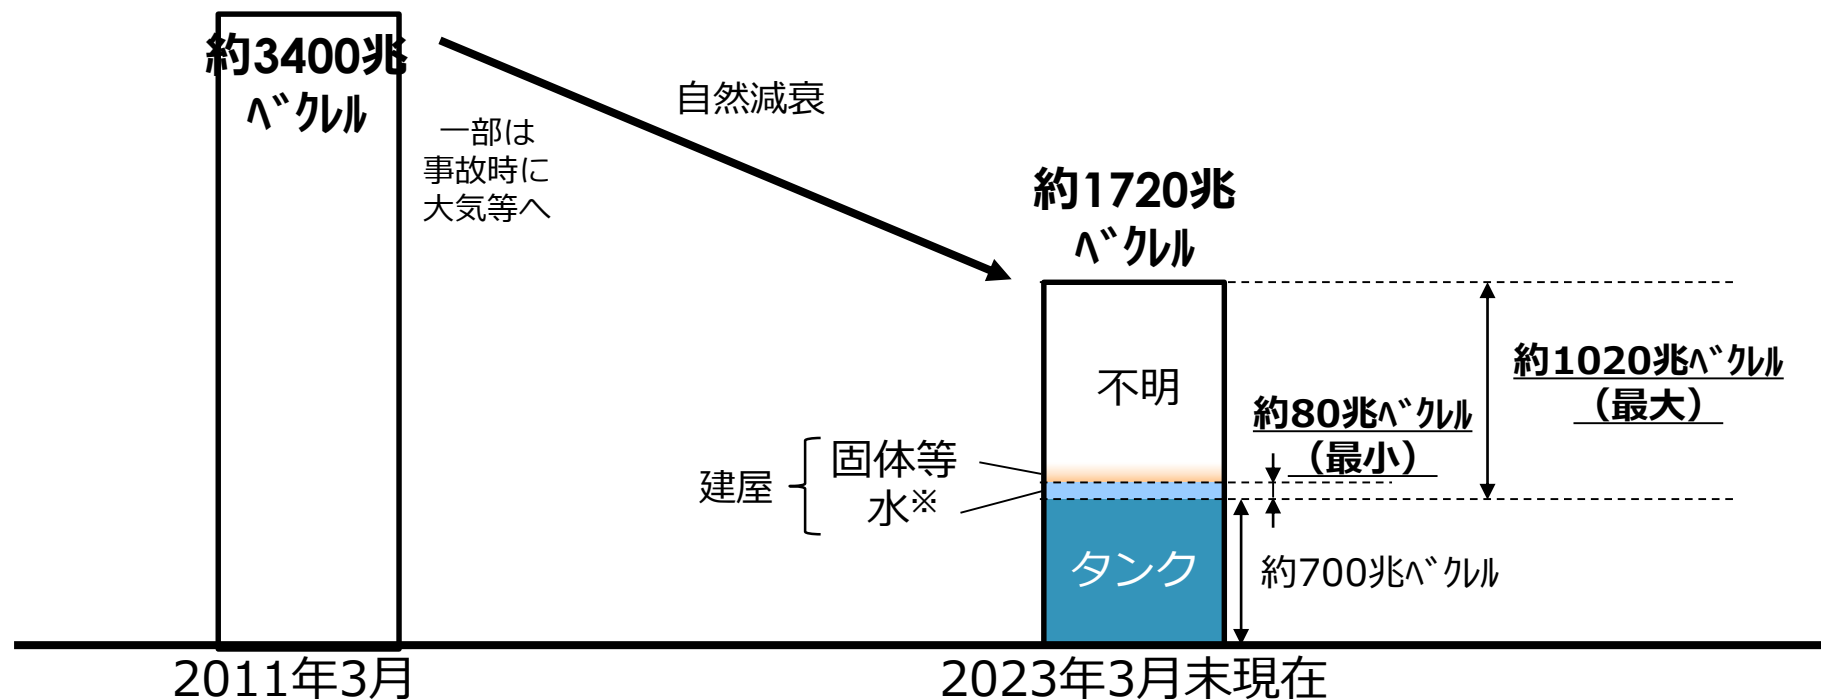 約3400兆
ﾍﾞｸﾚﾙ
自然減衰
一部は
事故時に
大気等へ
約1720兆
ﾍﾞｸﾚﾙ
約1020兆ﾍﾞｸﾚﾙ
（最大）
不明
約80兆ﾍﾞｸﾚﾙ
（最小）
建屋
固体等
水※
タンク
約700兆ﾍﾞｸﾚﾙ
2011年3月
2023年3月末現在